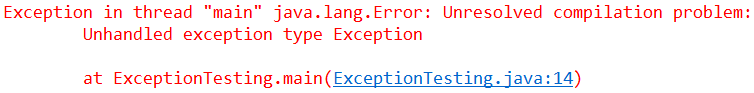 Exception in thread "main" java.lang.Error: Unresolved compilation problem:
Unhandled exception type Exception
at ExceptionTesting.main(ExceptionTesting.java:14)